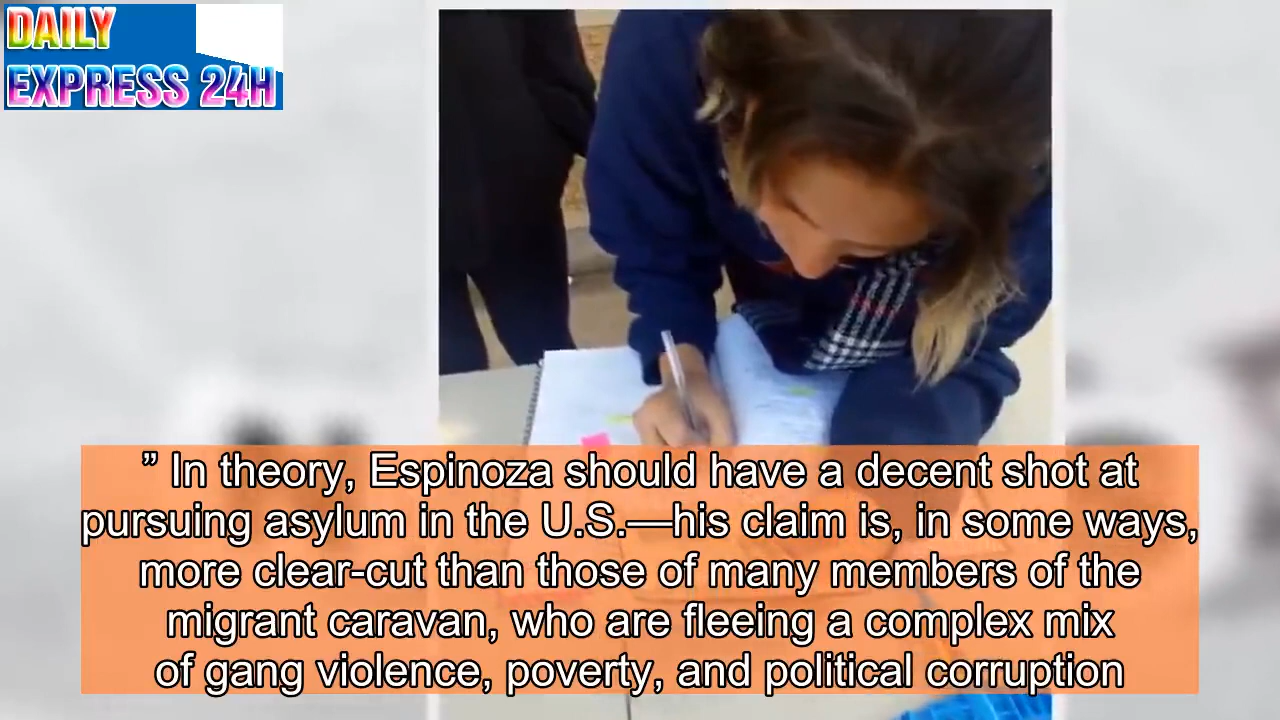 DAILY
EXPRESS 24H
” In theory, Espinoza should have a decent shot at
pursuing asylum in the U.S.—his claim is, in some ways,
more clear-cut than those of many members of the
migrant caravan, who are fleeing a complex mix
of gang violence, poverty, and political corruption